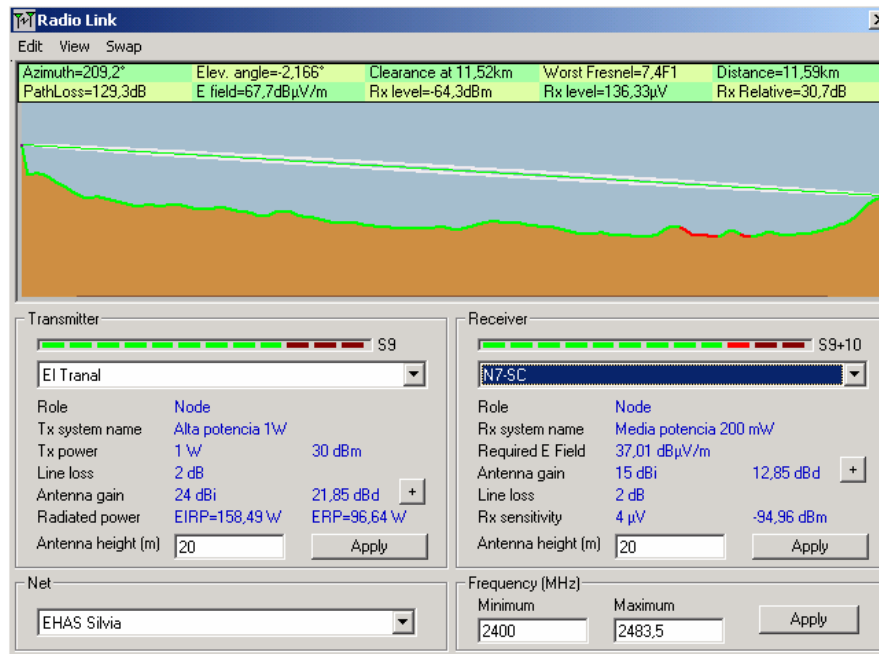 Radio Link
Edit View Swap
Azimuth=209,2° Elev. angle=-2,166° Clearance at 11,52km Worst Fresnel=7,4F1 Distance=11,59km
PathLoss=129,3dB E field=67,7dBµV/m Rx level=-64,3dBm Rx level=136,33µV Rx Relative=30,7dB
Transmitter
S9
El Tranal
Role Node
Tx system name Alta potencia 1W
Tx power 1 W 30 dBm
Line loss 2 dB
Antenna gain 24 dBi 21,85 dBd +
Radiated power EIRP=158,49 W ERP=96,64 W
Antenna height (m) 20 Apply
Receiver
S9+10
N7-SC
Role Node
Rx system name Media potencia 200 mW
Required E Field 37,01 dBµV/m
Antenna gain 15 dBi 12,85 dBd +
Line loss 2 dB
Rx sensitivity 4 µV -94,96 dBm
Antenna height (m) 20 Apply
Net
EHAS Silvia
Frequency (MHz)
Minimum Maximum
2400 2483,5 Apply